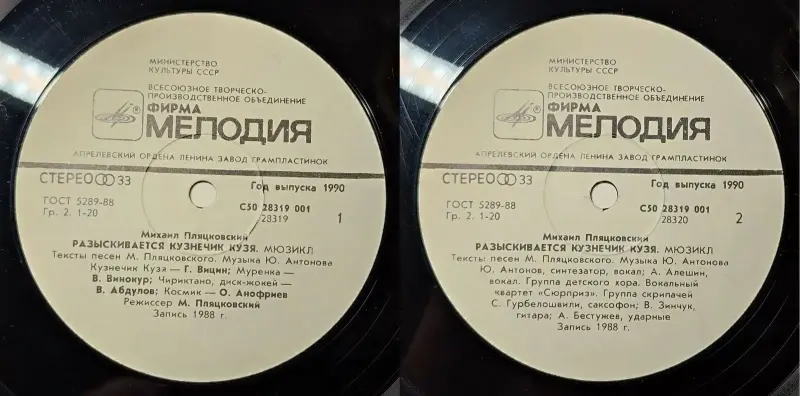 МИНИСТЕРСТВО
КУЛЬТУРЫ СССР
ВСЕСОЮЗНОЕ ТВОРЧЕСКО-
ПРОИЗВОДСТВЕННОЕ ОБЪЕДИНЕНИЕ
ФИРМА
МЕЛОДИЯ
АПРЕЛЕВСКИЙ ОРДЕНА ЛЕНИНА ЗАВОД ГРАМПЛАСТИНОК
СТЕРЕО 33
Год выпуска 1990
ГОСТ 5289-88
Гр. 2. 1-20
С50 28319 001
28319
1
Михаил Пляцковский
РАЗЫСКИВАЕТСЯ КУЗНЕЧИК КУЗЯ. МЮЗИКЛ
Тексты песен М. Пляцковского. Музыка Ю. Антонова
Кузнечик Кузя — Г. Вицин; Муренка —
В. Винокур; Чириктано, диск-жокей —
В. Абдулов; Космик — О. Анофриев
Режиссер М. Пляцковский
Запись 1988 г.
МИНИСТЕРСТВО
КУЛЬТУРЫ СССР
ВСЕСОЮЗНОЕ ТВОРЧЕСКО-
ПРОИЗВОДСТВЕННОЕ ОБЪЕДИНЕНИЕ
ФИРМА
МЕЛОДИЯ
АПРЕЛЕВСКИЙ ОРДЕНА ЛЕНИНА ЗАВОД ГРАМПЛАСТИНОК
СТЕРЕО 33
Год выпуска 1990
ГОСТ 5289-88
Гр. 2. 1-20
С50 28319 001
28320
2
Михаил Пляцковский
РАЗЫСКИВАЕТСЯ КУЗНЕЧИК КУЗЯ. МЮЗИКЛ
Тексты песен М. Пляцковского. Музыка Ю. Антонова
Ю. Антонов, синтезатор, вокал; А. Алешин,
вокал. Группа детского хора. Вокальный
квартет «Сюрприз». Группа скрипачей
С. Гурбелошвили, саксофон; В. Зинчук,
гитара; А. Бестужев, ударные
Запись 1988 г.